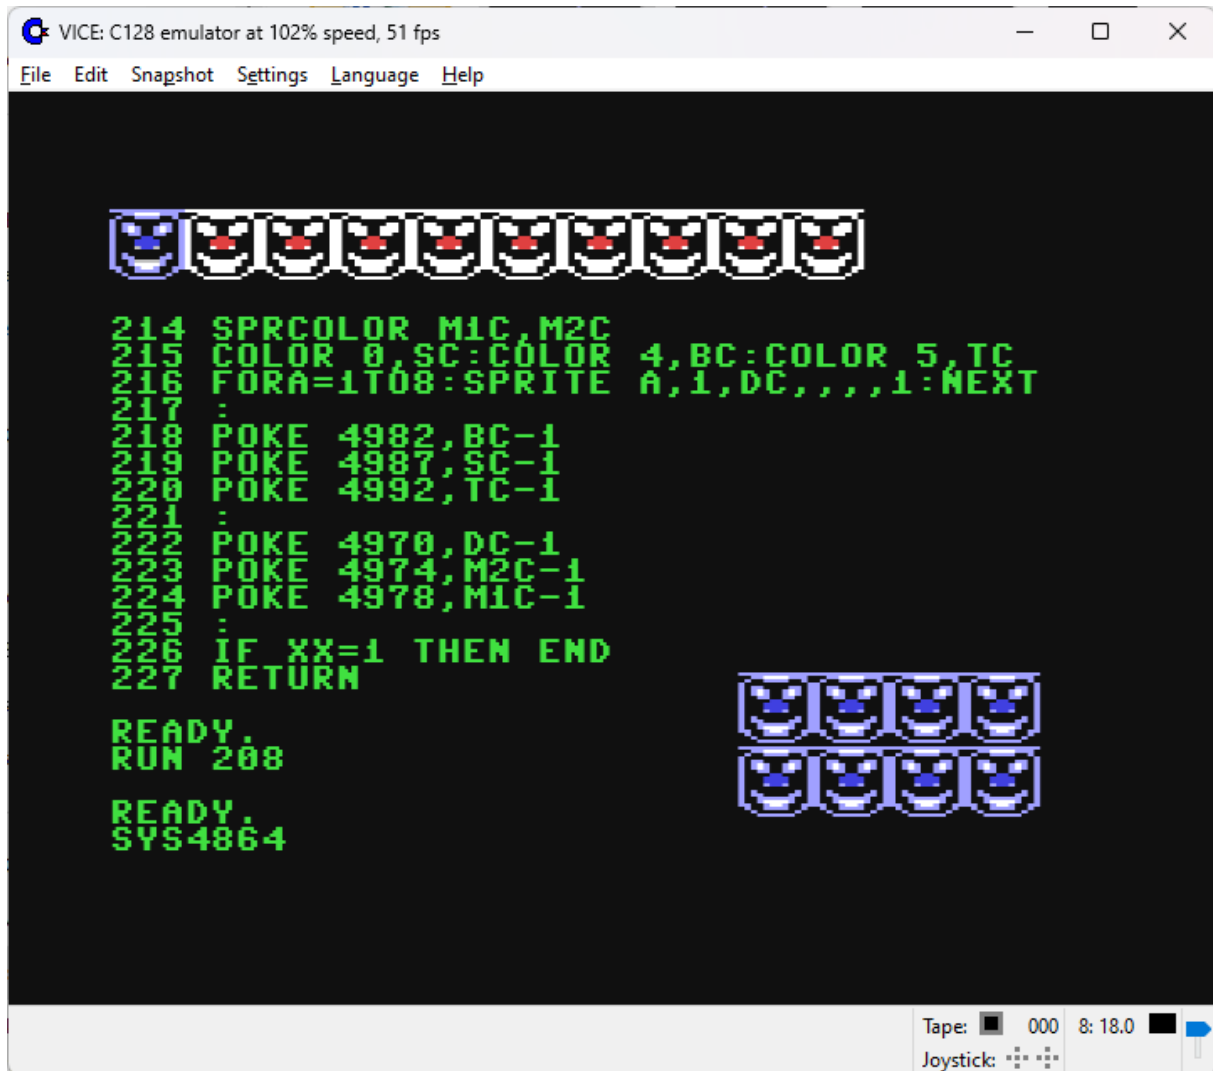 VICE: C128 emulator at 102% speed, 51 fps
File Edit Snapshot Settings Language Help
214 SPRCOLOR M1C,M2C
215 COLOR 0,SC:COLOR 4,BC:COLOR 5,TC
216 FORA=1TO8:SPRITE A,1,DC,,,,1:NEXT
217 :
218 POKE 4982,BC-1
219 POKE 4987,SC-1
220 POKE 4992,TC-1
221 :
222 POKE 4970,DC-1
223 POKE 4974,M2C-1
224 POKE 4978,M1C-1
225 :
226 IF XX=1 THEN END
227 RETURN
READY.
RUN 208
READY.
SYS4864
Tape: 000 8: 18.0
Joystick: